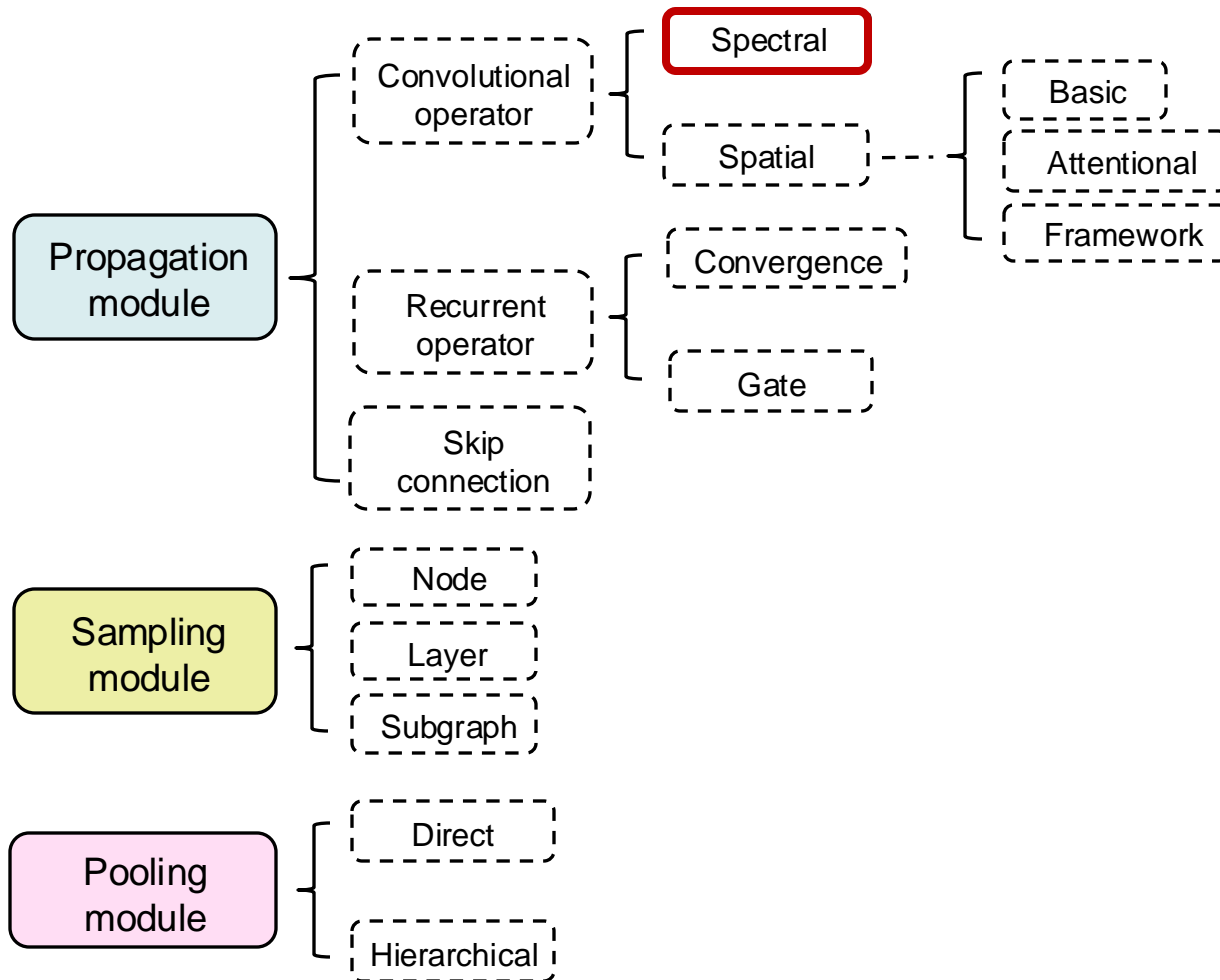 Propagation
module
Convolutional
operator
Spectral
Spatial
Basic
Attentional
Framework
Recurrent
operator
Convergence
Gate
Skip
connection
Sampling
module
Node
Layer
Subgraph
Pooling
module
Direct
Hierarchical